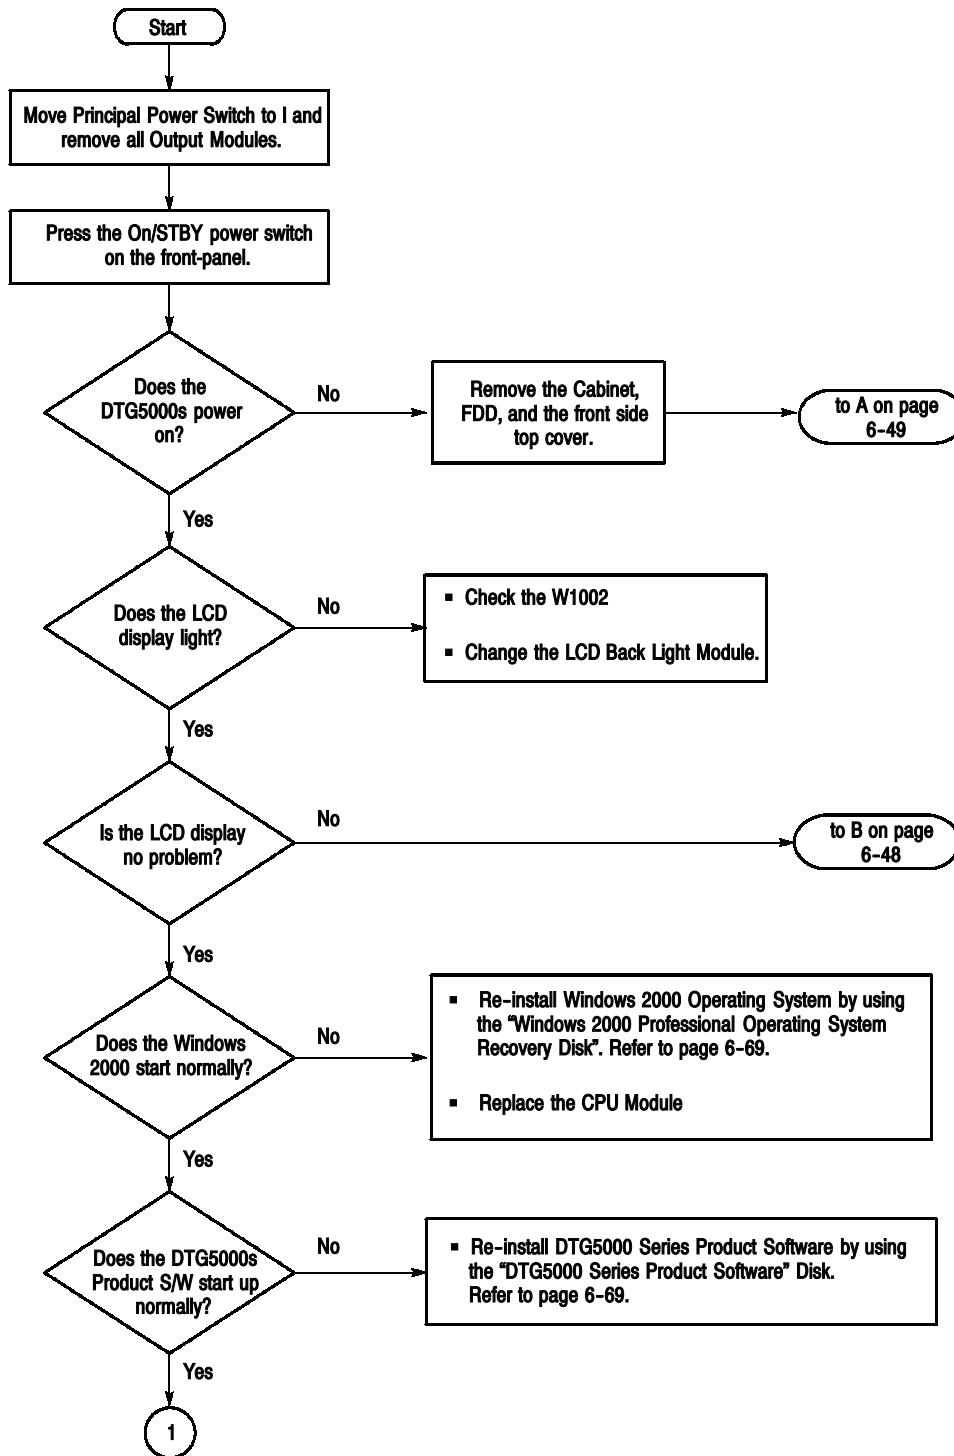 Start
Move Principal Power Switch to I and
remove all Output Modules.
Press the On/STBY power switch
on the front-panel.
Does the
DTG5000s power
on?
No
Remove the Cabinet,
FDD, and the front side
top cover.
to A on page
6-49
Yes
Does the LCD
display light?
No
▪ Check the W1002
▪ Change the LCD Back Light Module.
Yes
Is the LCD display
no problem?
No
to B on page
6-48
Yes
Does the Windows
2000 start normally?
No
▪ Re-install Windows 2000 Operating System by using
the “Windows 2000 Professional Operating System
Recovery Disk”. Refer to page 6-69.
▪ Replace the CPU Module
Yes
Does the DTG5000s
Product S/W start up
normally?
No
▪ Re-install DTG5000 Series Product Software by using
the “DTG5000 Series Product Software” Disk.
Refer to page 6-69.
Yes
1